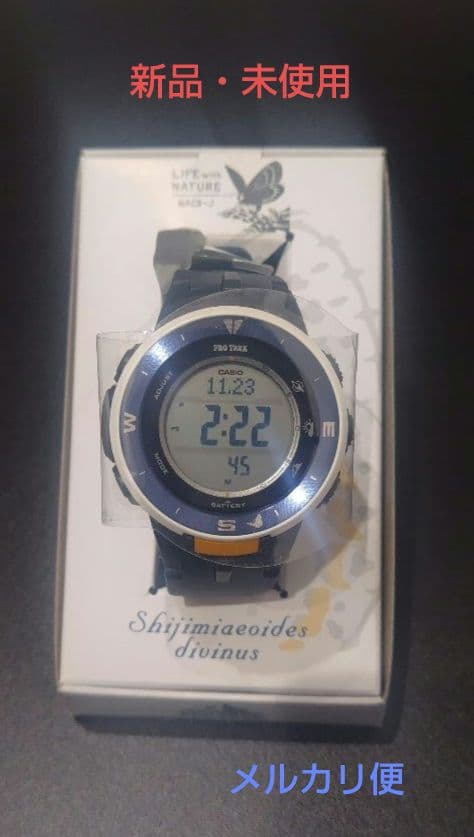 新品・未使用
LIFE with
NATURE
NACS-J
PRO TREK
CASIO
ADJUST
11.23
2:22
45
M
W
E
MODE
BATTERY
S
Shijimiaeoides
divinus
メルカリ便